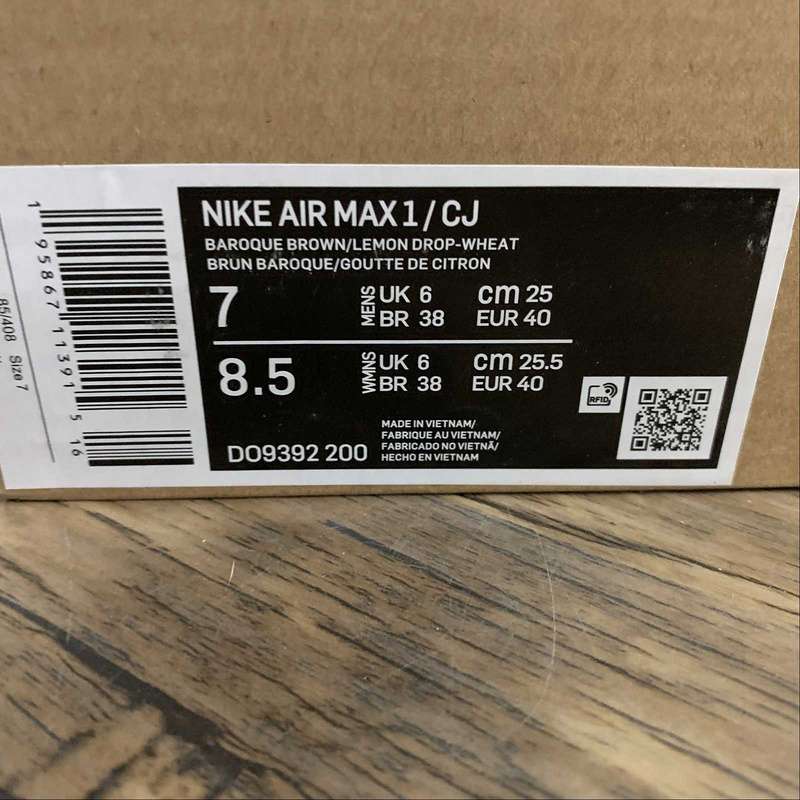 NIKE AIR MAX 1 / CJ
BAROQUE BROWN/LEMON DROP-WHEAT
BRUN BAROQUE/GOUTTE DE CITRON
7 MENS UK 6 cm 25
BR 38 EUR 40
8.5 WMNS UK 6 cm 25.5
BR 38 EUR 40
RFID
DO9392 200
MADE IN VIETNAM/
FABRIQUE AU VIETNAM/
FABRICADO NO VIETNÃ/
HECHO EN VIETNAM
1 95867 11391 5 16
85/408 Size 7